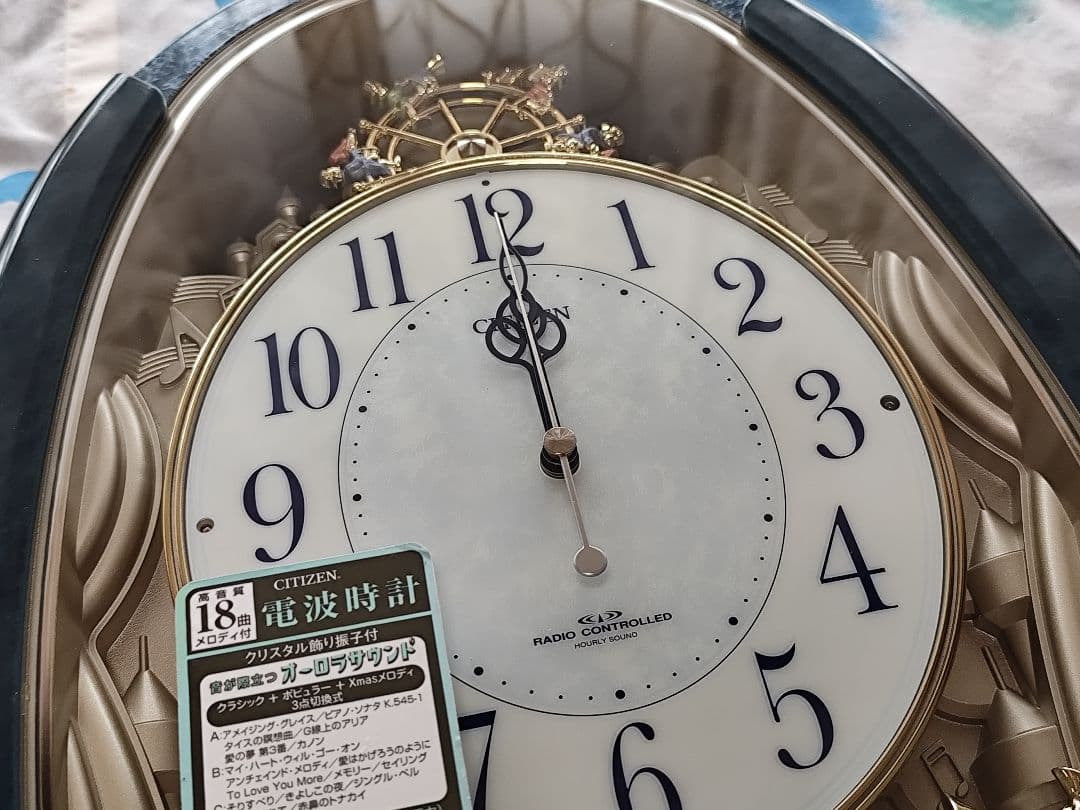 12
1
2
3
4
5
6
7
9
10
11
CITIZEN
RADIO CONTROLLED
HOURLY SOUND
CITIZEN®
高音質
18曲
メロディ付
電波時計
クリスタル飾り振子付
音が際立つ オーロラサウンド
クラシック + ポピュラー + Xmasメロディ
3点切換式
A:アメイジング・グレイス/ピアノ・ソナタ K.545-1
タイスの瞑想曲/G線上のアリア
愛の夢 第3番/カノン
B:マイ・ハート・ウィル・ゴー・オン
アンチェインド・メロディ/愛はかげろうのように
To Love You More/メモリー/セイリング
C:そりすべり/きよしこの夜/ジングル・ベル
/赤鼻のトナカイ